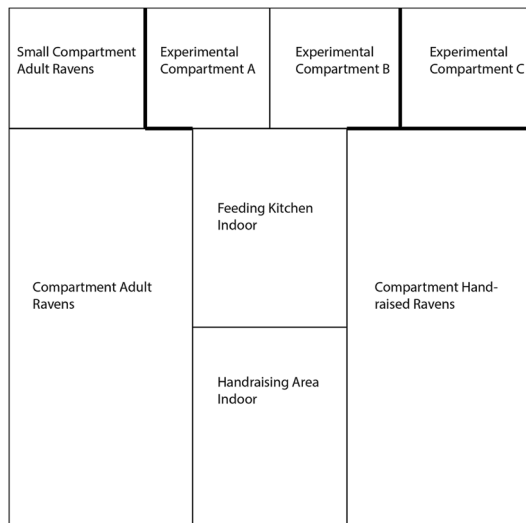 Small Compartment
Adult Ravens
Experimental
Compartment A
Experimental
Compartment B
Experimental
Compartment C
Feeding Kitchen
Indoor
Compartment Adult
Ravens
Compartment Hand-
raised Ravens
Handraising Area
Indoor